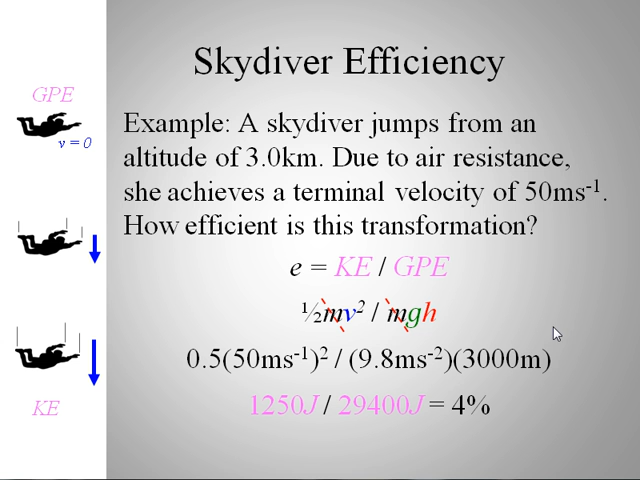 Skydiver Efficiency
GPE
v = 0
Example: A skydiver jumps from an
altitude of 3.0km. Due to air resistance,
she achieves a terminal velocity of 50ms⁻¹.
How efficient is this transformation?
e = KE / GPE
½mv² / mgh
0.5(50ms⁻¹)² / (9.8ms⁻²)(3000m)
1250J / 29400J = 4%
KE